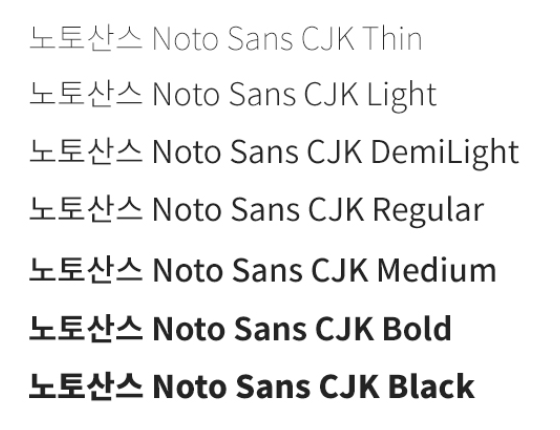 노토산스 Noto Sans CJK Thin
노토산스 Noto Sans CJK Light
노토산스 Noto Sans CJK DemiLight
노토산스 Noto Sans CJK Regular
노토산스 Noto Sans CJK Medium
노토산스 Noto Sans CJK Bold
노토산스 Noto Sans CJK Black